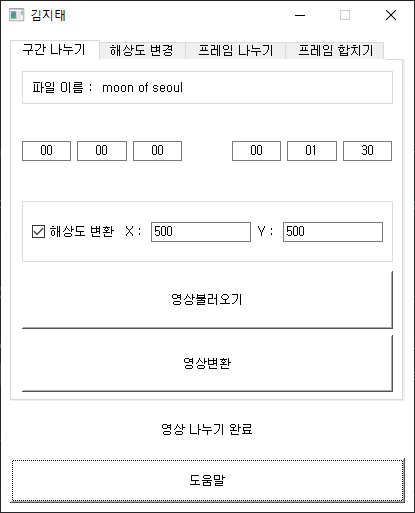 김지태
구간 나누기 해상도 변경 프레임 나누기 프레임 합치기
파일 이름 : moon of seoul
00 00 00 00 01 30
해상도 변환 X : 500 Y : 500
영상불러오기
영상변환
영상 나누기 완료
도움말